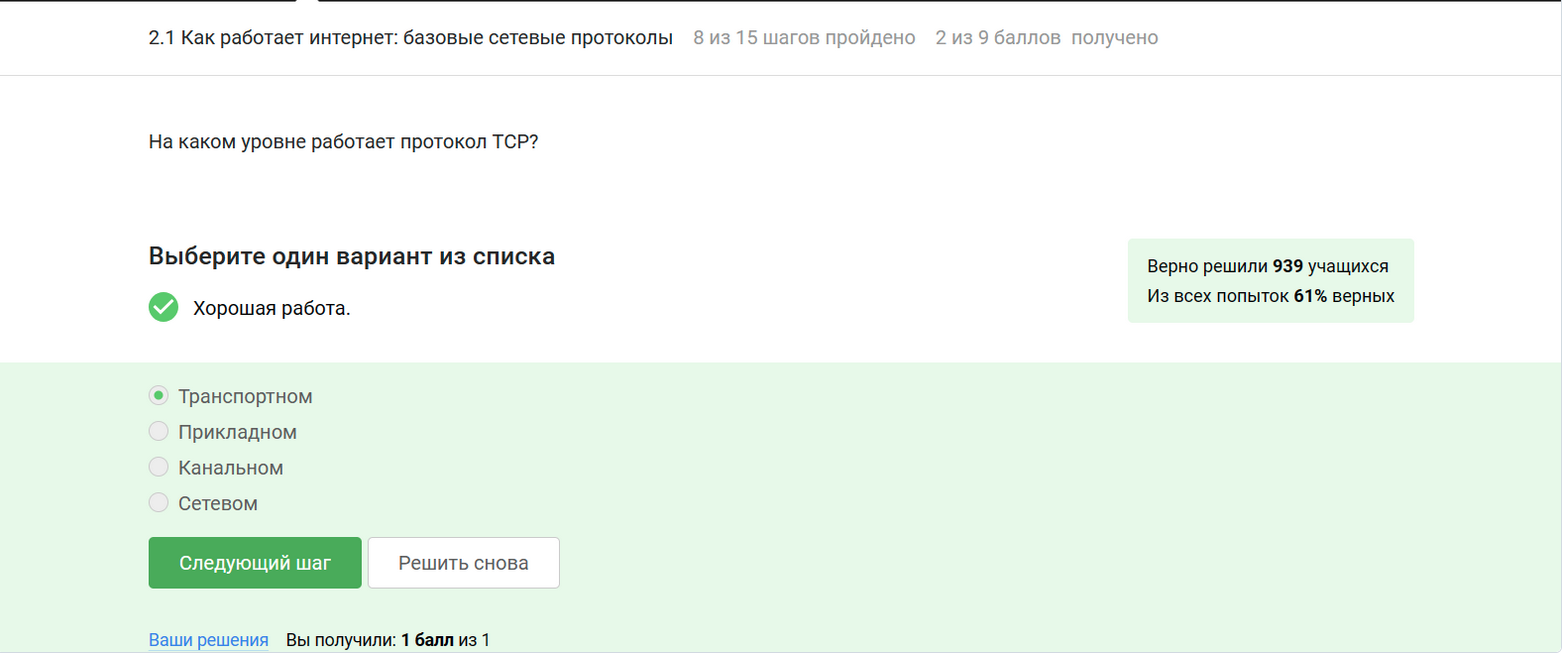 2.1 Как работает интернет: базовые сетевые протоколы 8 из 15 шагов пройдено 2 из 9 баллов получено
На каком уровне работает протокол TCP?
Выберите один вариант из списка
Хорошая работа.
Верно решили 939 учащихся
Из всех попыток 61% верных
Транспортном
Прикладном
Канальном
Сетевом
Следующий шаг Решить снова
Ваши решения Вы получили: 1 балл из 1